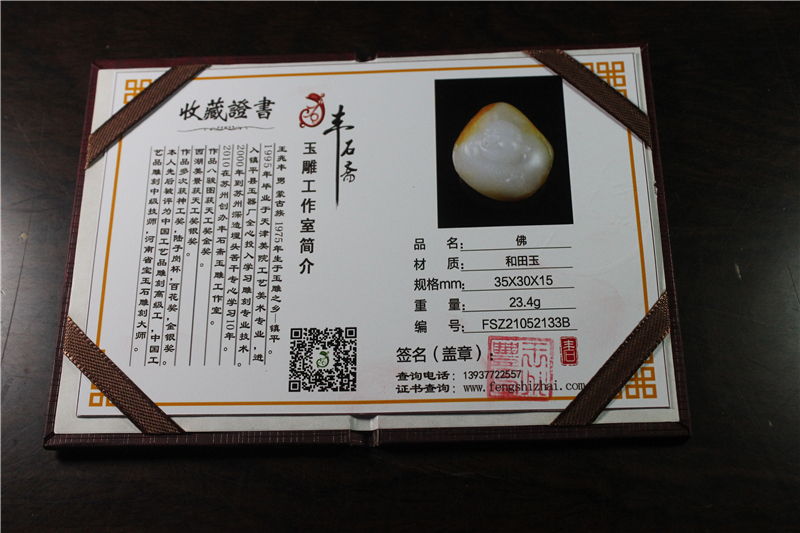 收藏證書
丰石斋
玉雕工作室简介
王兆丰 男 蒙古族 1975年生于玉雕之乡—镇平。
1995年毕业于天津美院工艺美术专业，进
入镇平县玉器厂全心投入学习雕刻专业技术。
2000年到苏州深造埋头苦干专心学习10年。
2010在苏州创办丰石斋玉雕工作室。
作品八骏图获天工奖金奖。
西湖美景获天工奖银奖。
作品多次获神工奖，陆子岗杯，百花奖，金银奖。
本人先后被评为中国工艺品雕刻高级工，中国工
艺品雕刻中级技师，河南省宝玉石雕刻大师。
品 名： 佛
材 质： 和田玉
规格mm： 35X30X15
重 量： 23.4g
编 号： FSZ21052133B
签名（盖章）
查询电话：13937722557
证书查询：www.fengshizhai.com